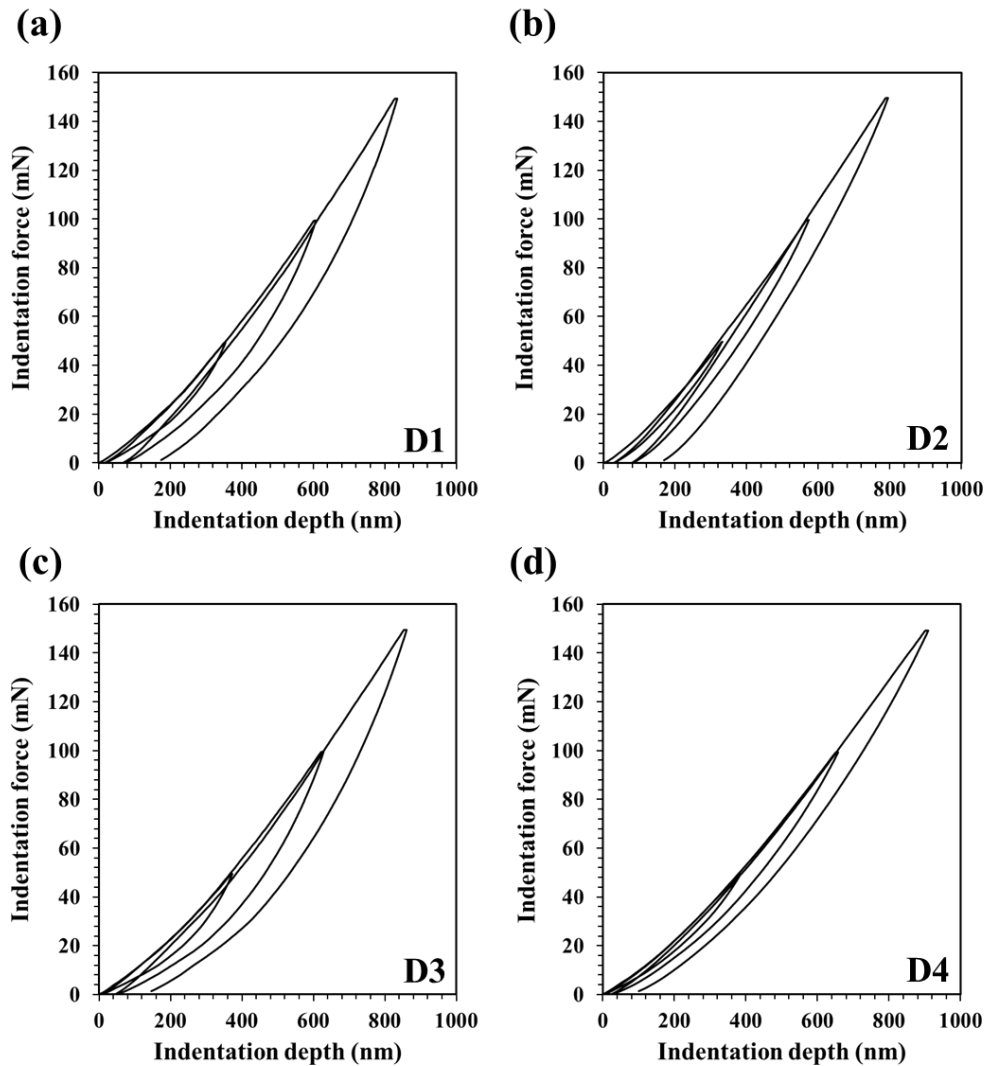 (a)
160
140
120
100
80
60
40
20
0
0 200 400 600 800 1000
Indentation force (mN)
Indentation depth (nm)
D1
(b)
160
140
120
100
80
60
40
20
0
0 200 400 600 800 1000
Indentation force (mN)
Indentation depth (nm)
D2
(c)
160
140
120
100
80
60
40
20
0
0 200 400 600 800 1000
Indentation force (mN)
Indentation depth (nm)
D3
(d)
160
140
120
100
80
60
40
20
0
0 200 400 600 800 1000
Indentation force (mN)
Indentation depth (nm)
D4